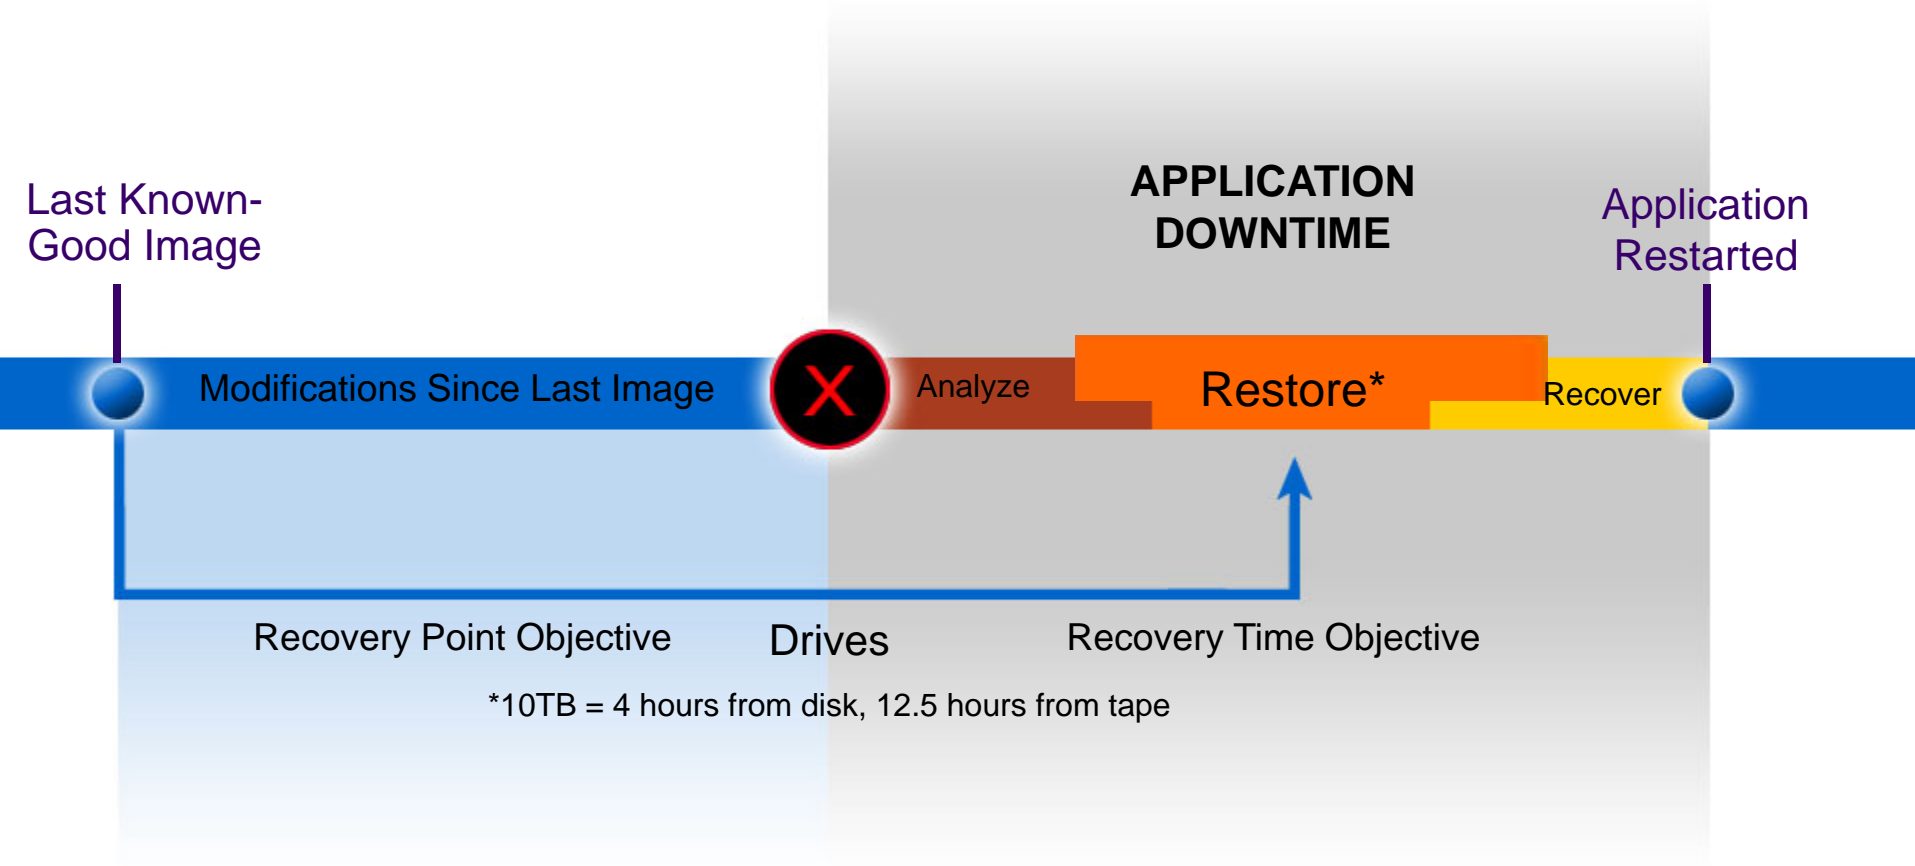 APPLICATION
DOWNTIME
Last Known-
Good Image
Application
Restarted
Modifications Since Last Image
X
Analyze
Restore*
Recover
Recovery Point Objective
Drives
Recovery Time Objective
*10TB = 4 hours from disk, 12.5 hours from tape